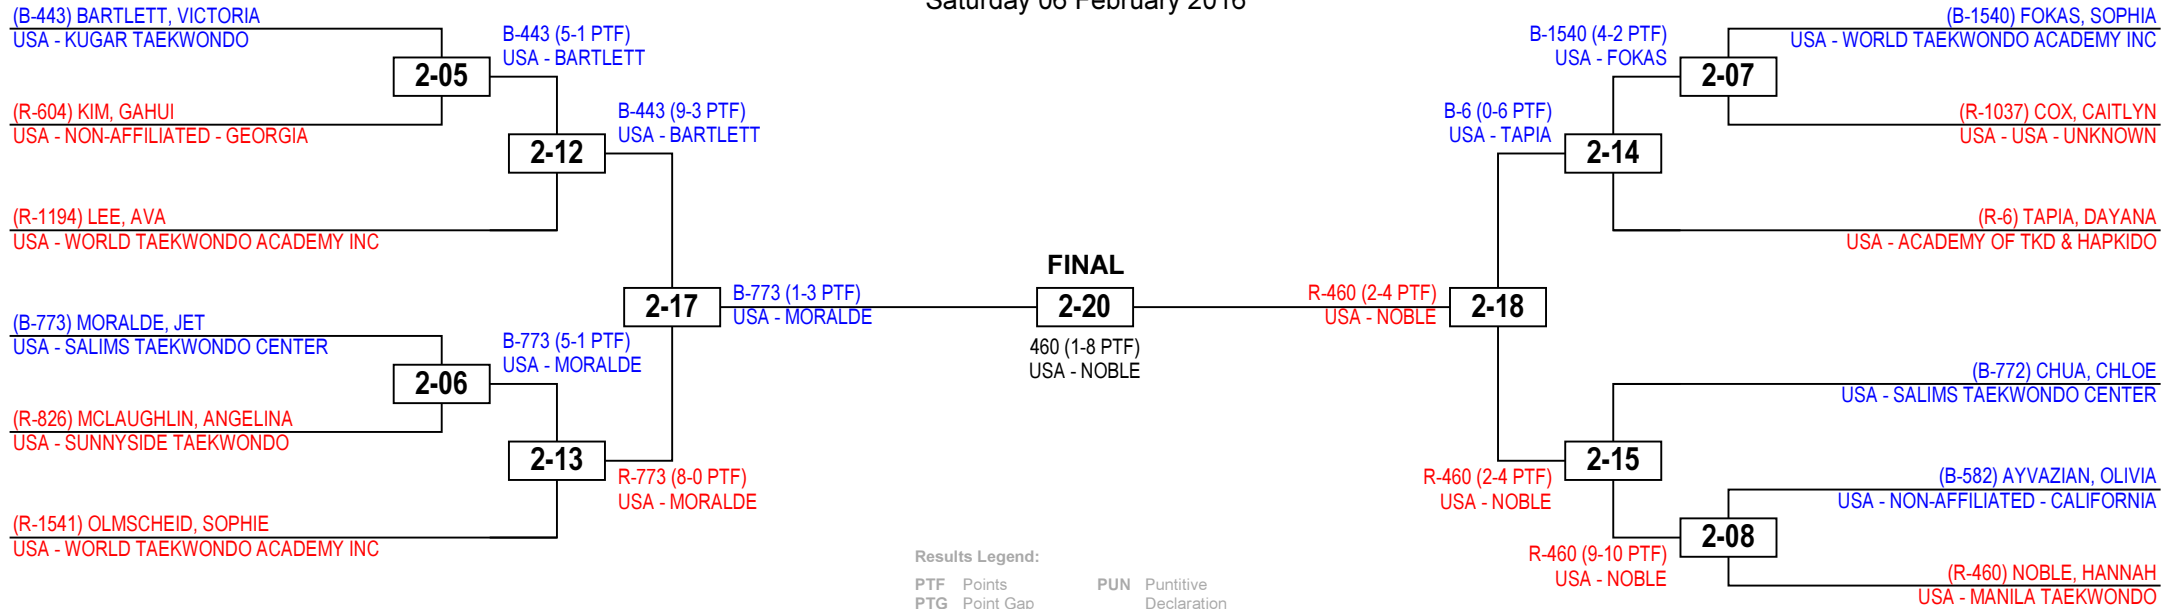 Saturday 06 February 2016
(B-443) BARTLETT, VICTORIA
USA - KUGAR TAEKWONDO
2-05
B-443 (5-1 PTF)
USA - BARTLETT
(R-604) KIM, GAHUI
USA - NON-AFFILIATED - GEORGIA
2-12
B-443 (9-3 PTF)
USA - BARTLETT
(R-1194) LEE, AVA
USA - WORLD TAEKWONDO ACADEMY INC
2-17
B-773 (1-3 PTF)
USA - MORALDE
(B-773) MORALDE, JET
USA - SALIMS TAEKWONDO CENTER
2-06
B-773 (5-1 PTF)
USA - MORALDE
(R-826) MCLAUGHLIN, ANGELINA
USA - SUNNYSIDE TAEKWONDO
2-13
R-773 (8-0 PTF)
USA - MORALDE
(R-1541) OLMSCHEID, SOPHIE
USA - WORLD TAEKWONDO ACADEMY INC
FINAL
2-20
460 (1-8 PTF)
USA - NOBLE
(B-1540) FOKAS, SOPHIA
USA - WORLD TAEKWONDO ACADEMY INC
B-1540 (4-2 PTF)
USA - FOKAS
2-07
(R-1037) COX, CAITLYN
USA - USA - UNKNOWN
B-6 (0-6 PTF)
USA - TAPIA
2-14
(R-6) TAPIA, DAYANA
USA - ACADEMY OF TKD & HAPKIDO
R-460 (2-4 PTF)
USA - NOBLE
2-18
(B-772) CHUA, CHLOE
USA - SALIMS TAEKWONDO CENTER
2-15
R-460 (2-4 PTF)
USA - NOBLE
(B-582) AYVAZIAN, OLIVIA
USA - NON-AFFILIATED - CALIFORNIA
2-08
R-460 (9-10 PTF)
USA - NOBLE
(R-460) NOBLE, HANNAH
USA - MANILA TAEKWONDO
Results Legend:
PTF Points PUN Puntitive
PTG Point Gap Declaration